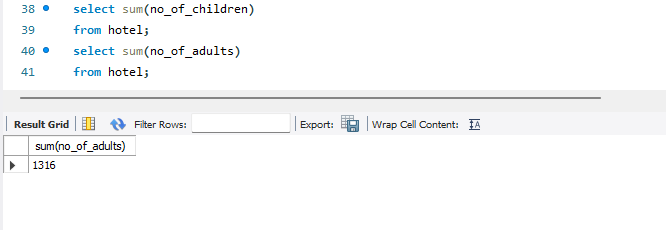 38 select sum(no_of_children)
39 from hotel;
40 select sum(no_of_adults)
41 from hotel;
Result Grid Filter Rows: Export: Wrap Cell Content: IA
sum(no_of_adults)
1316